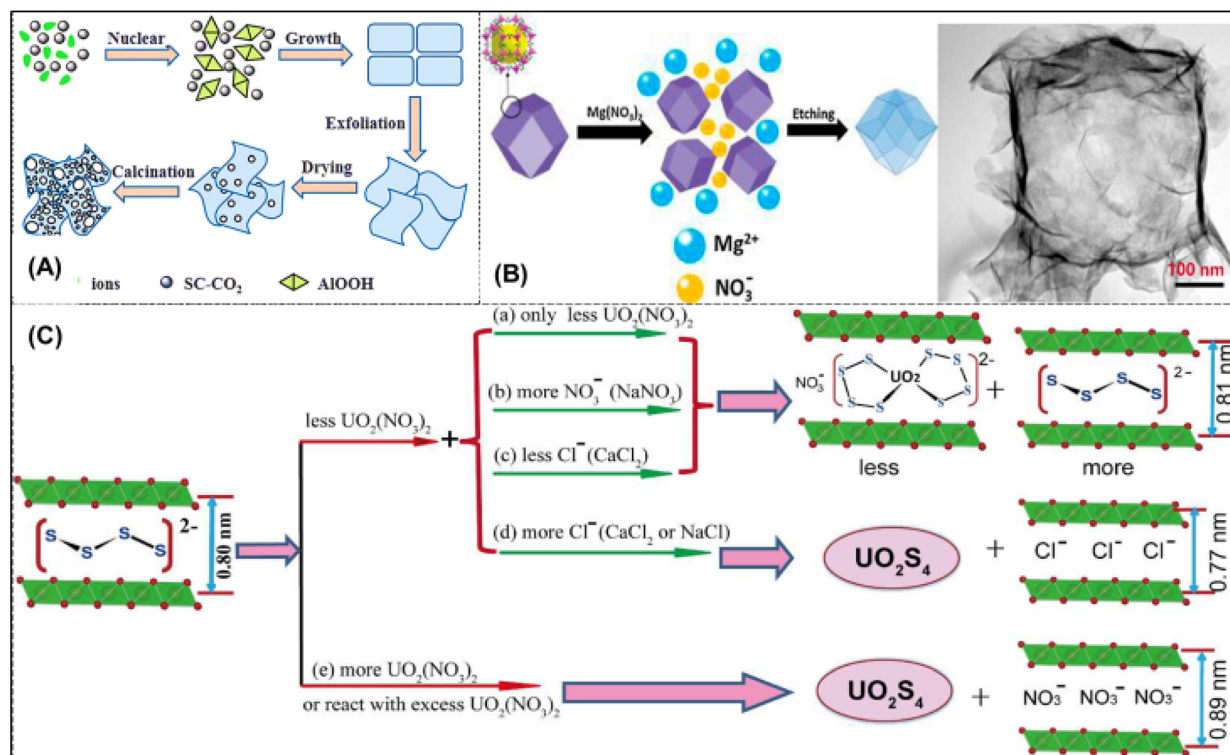 Nuclear
Growth
Exfoliation
Drying
Calcination
(A)
ions SC-CO₂ AlOOH
Mg(NO₃)₂
Etching
Mg²⁺
NO₃⁻
(B)
100 nm
(C)
(a) only less UO₂(NO₃)₂
(b) more NO₃⁻ (NaNO₃)
(c) less Cl⁻(CaCl₂)
(d) more Cl⁻(CaCl₂ or NaCl)
less UO₂(NO₃)₂
+
(e) more UO₂(NO₃)₂
or react with excess UO₂(NO₃)₂
S S S S 2-
0.80 nm
NO₃⁻ S S S S UO₂ S S S S 2-
less
+
S S S S 2-
more
0.81 nm
UO₂S₄
+
Cl⁻ Cl⁻ Cl⁻
0.77 nm
UO₂S₄
+
NO₃⁻ NO₃⁻ NO₃⁻
0.89 nm